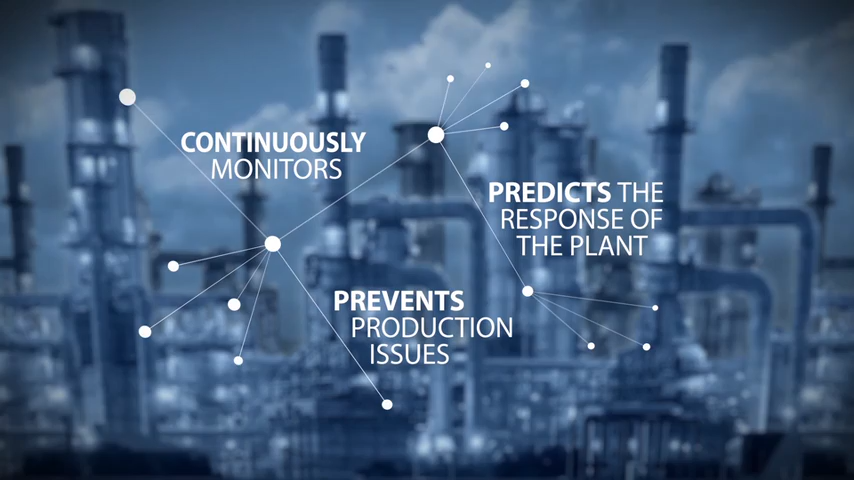 CONTINUOUSLY
MONITORS
PREDICTS THE
RESPONSE OF
THE PLANT
PREVENTS
PRODUCTION
ISSUES